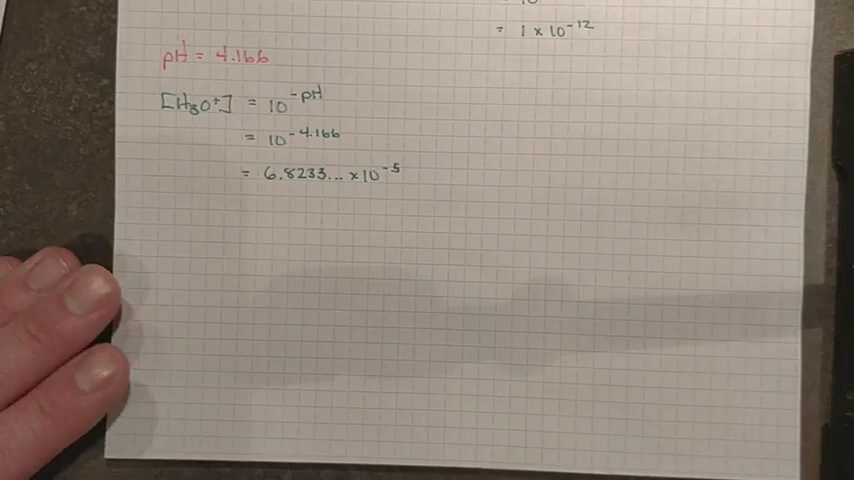 = 1 x 10⁻¹²
pH = 4.166
[H₃O⁺] = 10^-pH
= 10^-4.166
= 6.8233... x 10⁻⁵